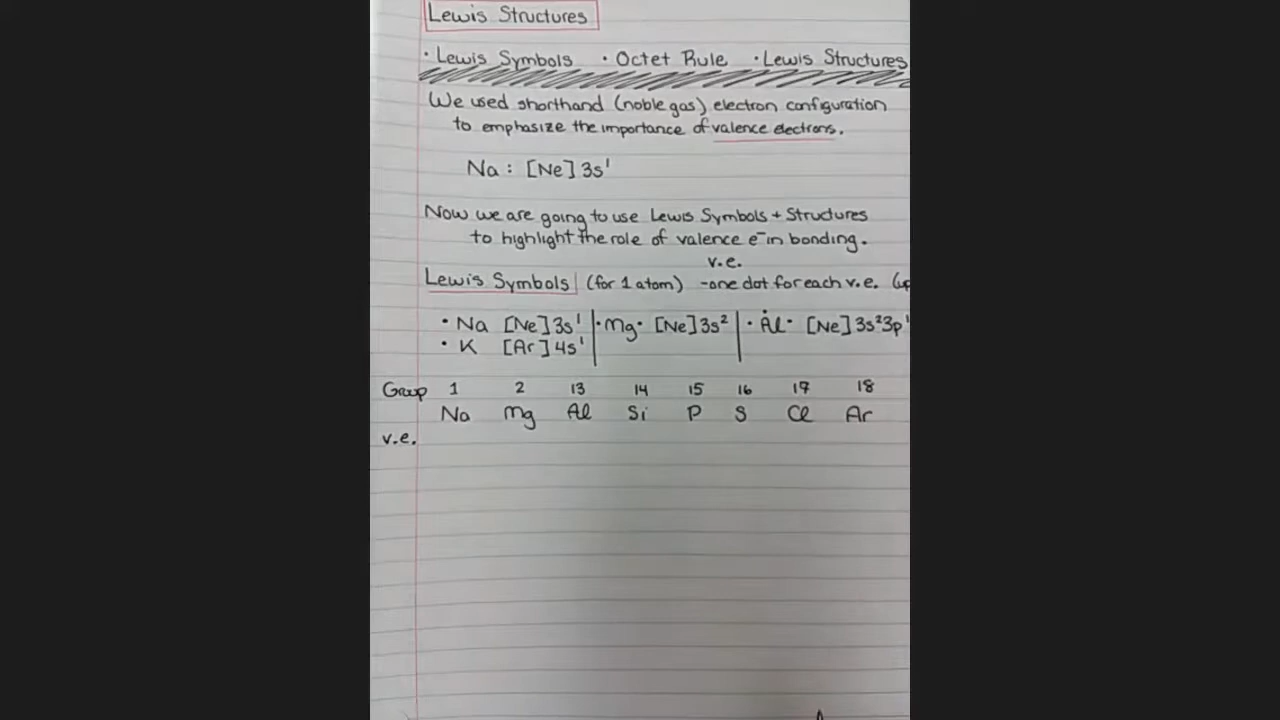 Lewis Structures
· Lewis Symbols · Octet Rule · Lewis Structures
We used shorthand (noble gas) electron configuration
to emphasize the importance of valence electrons.
Na: [Ne] 3s¹
Now we are going to use Lewis Symbols + Structures
to highlight the role of valence e⁻ in bonding.
v.e.
Lewis Symbols (for 1 atom) -one dot for each v.e.
· Na [Ne] 3s¹ | ·Mg· [Ne] 3s² | ·Al· [Ne] 3s²3p¹
· K [Ar] 4s¹
Group 1 2 13 14 15 16 17 18
Na Mg Al Si P S Cl Ar
v.e.